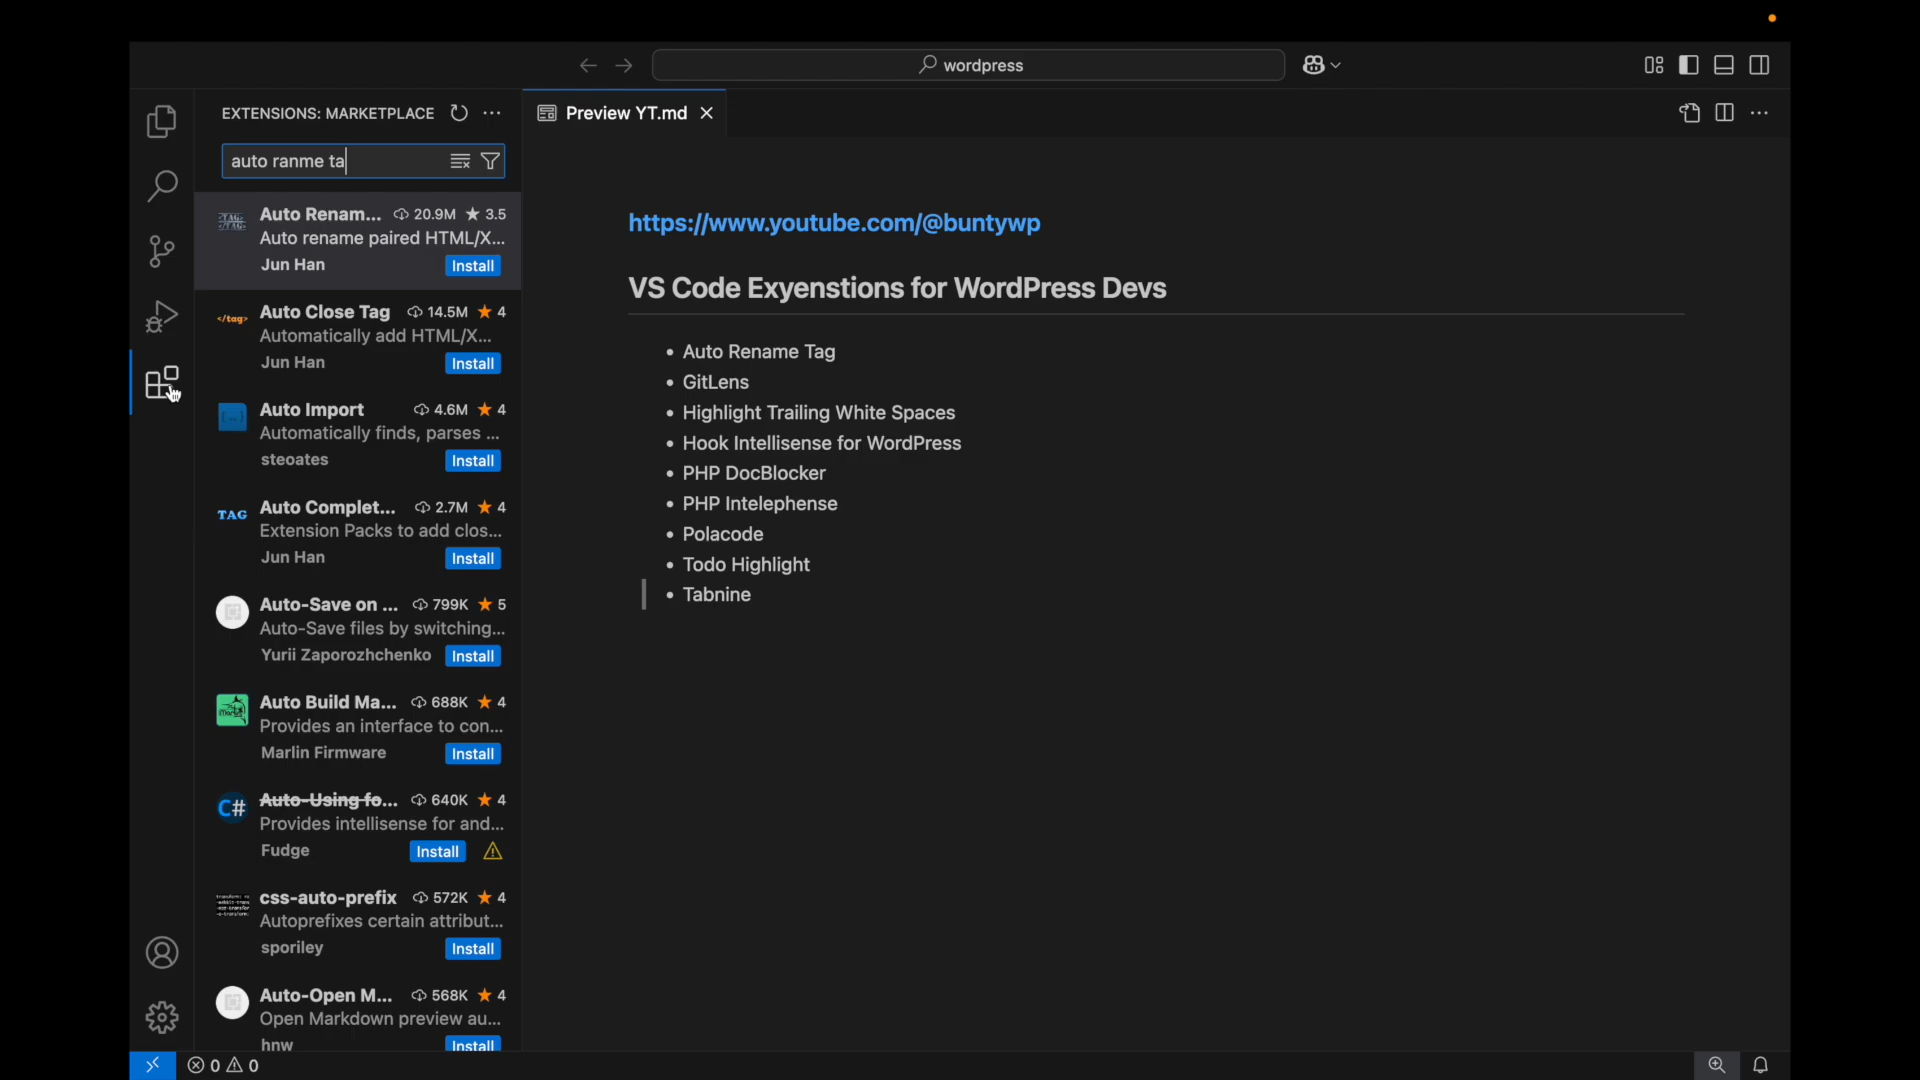 wordpress
EXTENSIONS: MARKETPLACE
auto ranme ta
Auto Renam... 20.9M 3.5
Auto rename paired HTML/X...
Jun Han Install
Auto Close Tag 14.5M 4
Automatically add HTML/X...
Jun Han Install
Auto Import 4.6M 4
Automatically finds, parses ...
steoates Install
Auto Complet... 2.7M 4
Extension Packs to add clos...
Jun Han Install
Auto-Save on ... 799K 5
Auto-Save files by switching...
Yurii Zaporozhchenko Install
Auto Build Ma... 688K 4
Provides an interface to con...
Marlin Firmware Install
Auto-Using fo... 640K 4
Provides intellisense for and...
Fudge Install
css-auto-prefix 572K 4
Autoprefixes certain attribut...
sporiley Install
Auto-Open M... 568K 4
Open Markdown preview au...
hnw Install
</tag>
TAG
C#
Preview YT.md
https://www.youtube.com/@buntywp
VS Code Exyenstions for WordPress Devs
• Auto Rename Tag
• GitLens
• Highlight Trailing White Spaces
• Hook Intellisense for WordPress
• PHP DocBlocker
• PHP Intelephense
• Polacode
• Todo Highlight
• Tabnine
0 0